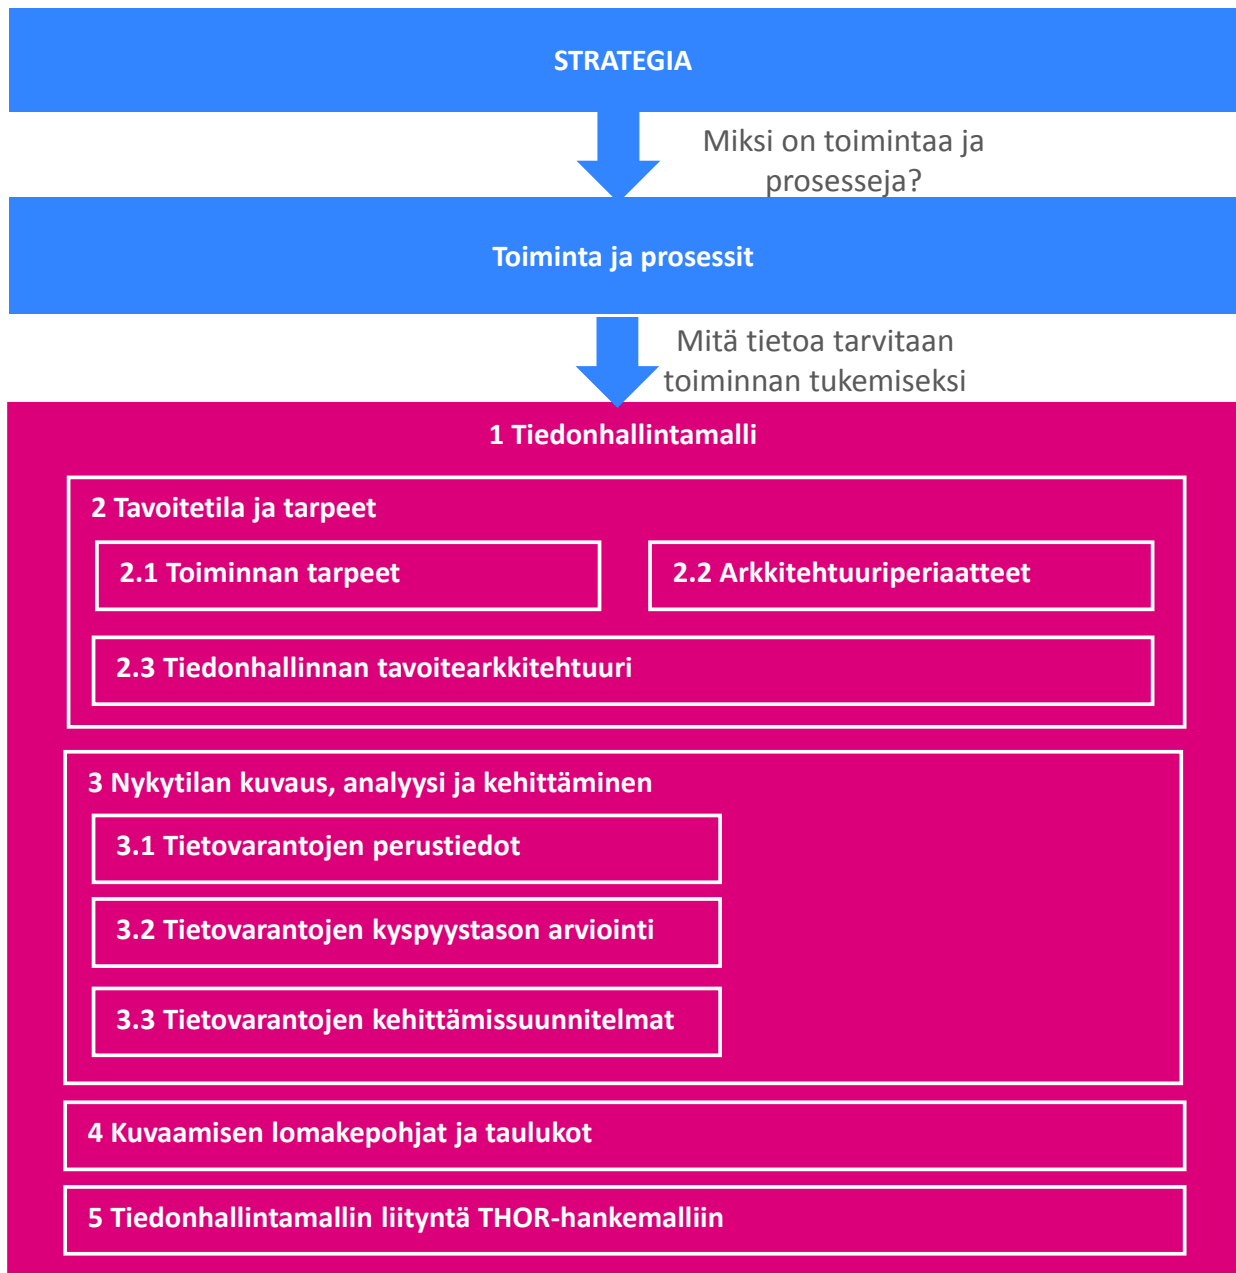 STRATEGIA
Miksi on toimintaa ja
prosesseja?
Toiminta ja prosessit
Mitä tietoa tarvitaan
toiminnan tukemiseksi
1 Tiedonhallintamalli
2 Tavoitetila ja tarpeet
2.1 Toiminnan tarpeet
2.2 Arkkitehtuuriperiaatteet
2.3 Tiedonhallinnan tavoitearkkitehtuuri
3 Nykytilan kuvaus, analyysi ja kehittäminen
3.1 Tietovarantojen perustiedot
3.2 Tietovarantojen kyspyystason arviointi
3.3 Tietovarantojen kehittämissuunnitelmat
4 Kuvaamisen lomakepohjat ja taulukot
5 Tiedonhallintamallin liityntä THOR-hankemalliin